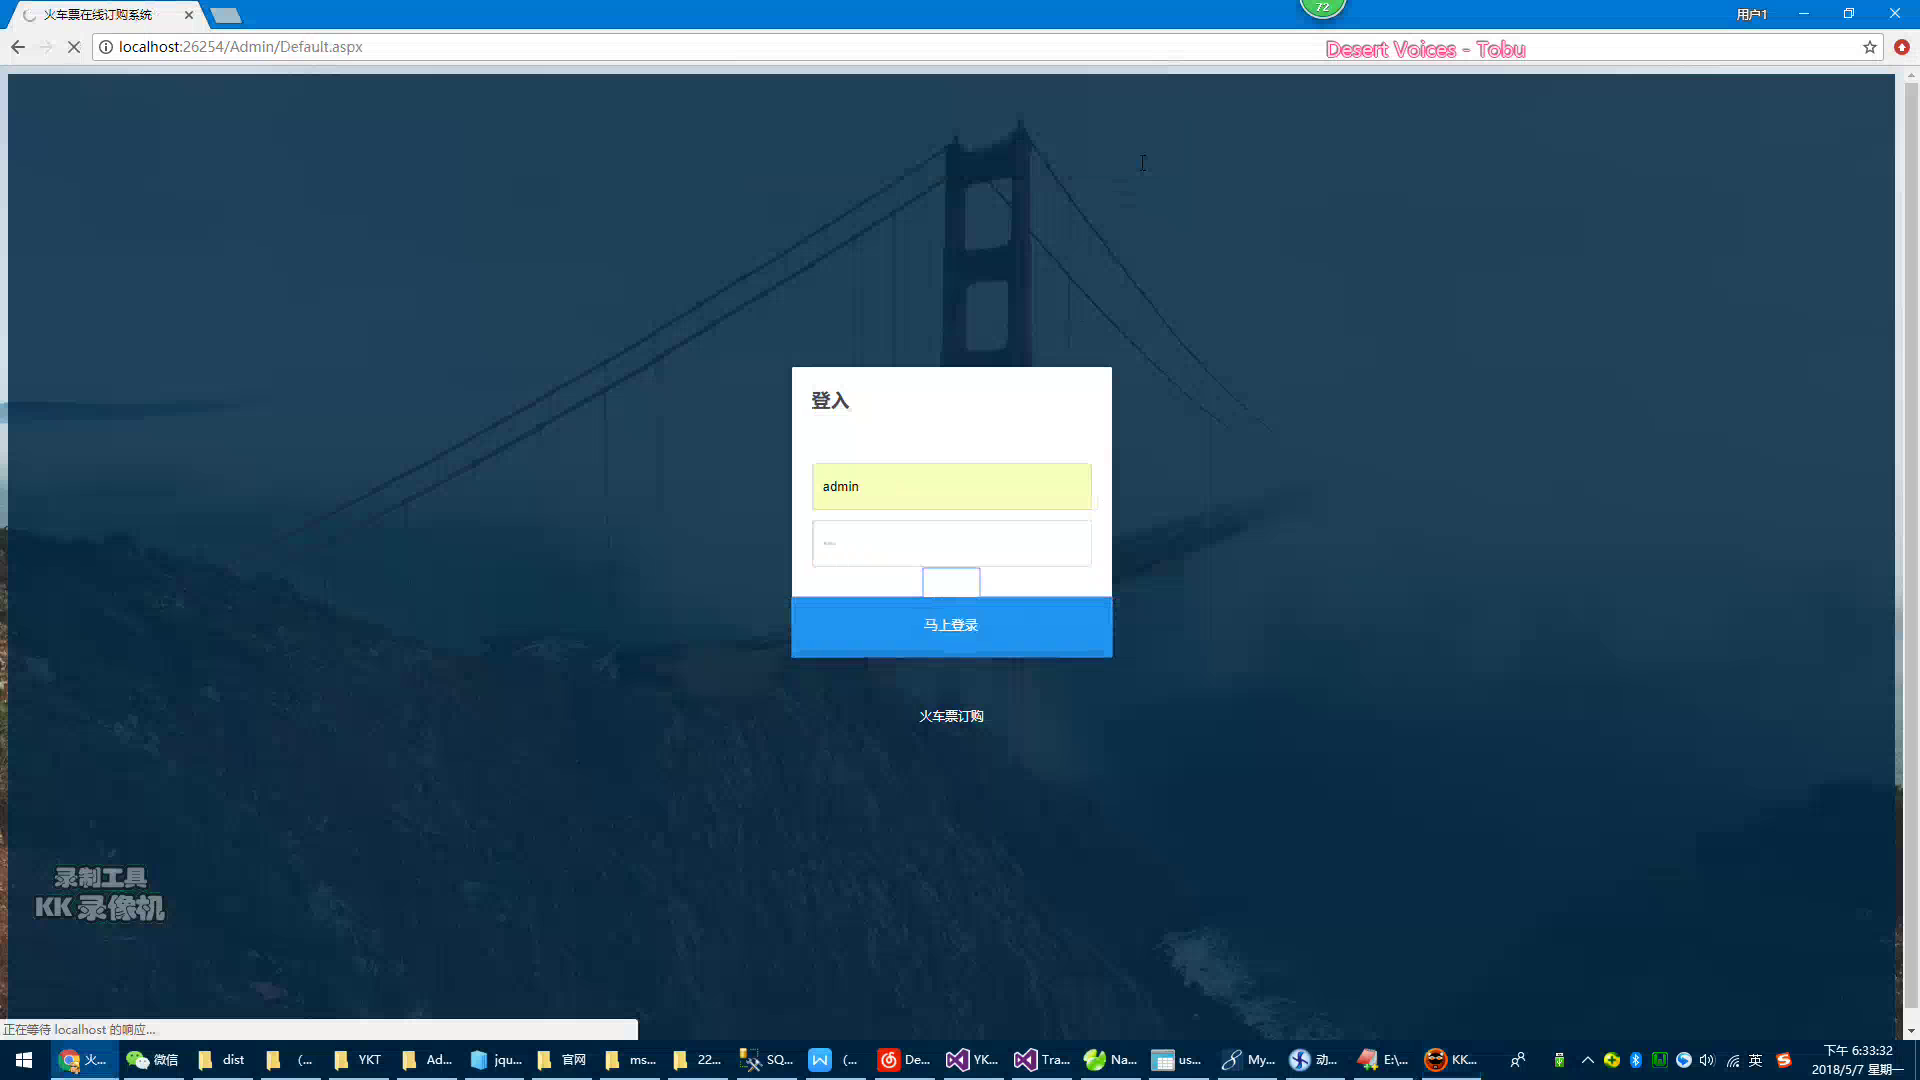 火车票在线订购系统
72
用户1
localhost:26254/Admin/Default.aspx
Desert Voices - Tobu
登入
admin
马上登录
火车票订购
录制工具
KK 录像机
正在等待 localhost 的响应...
火...
微信
dist
(...
YKT
Ad...
jqu...
官网
ms...
22...
SQ...
(...
De...
YK...
Tra...
Na...
us...
My...
动...
E:\...
KK...
英
下午 6:33:32
2018/5/7 星期一